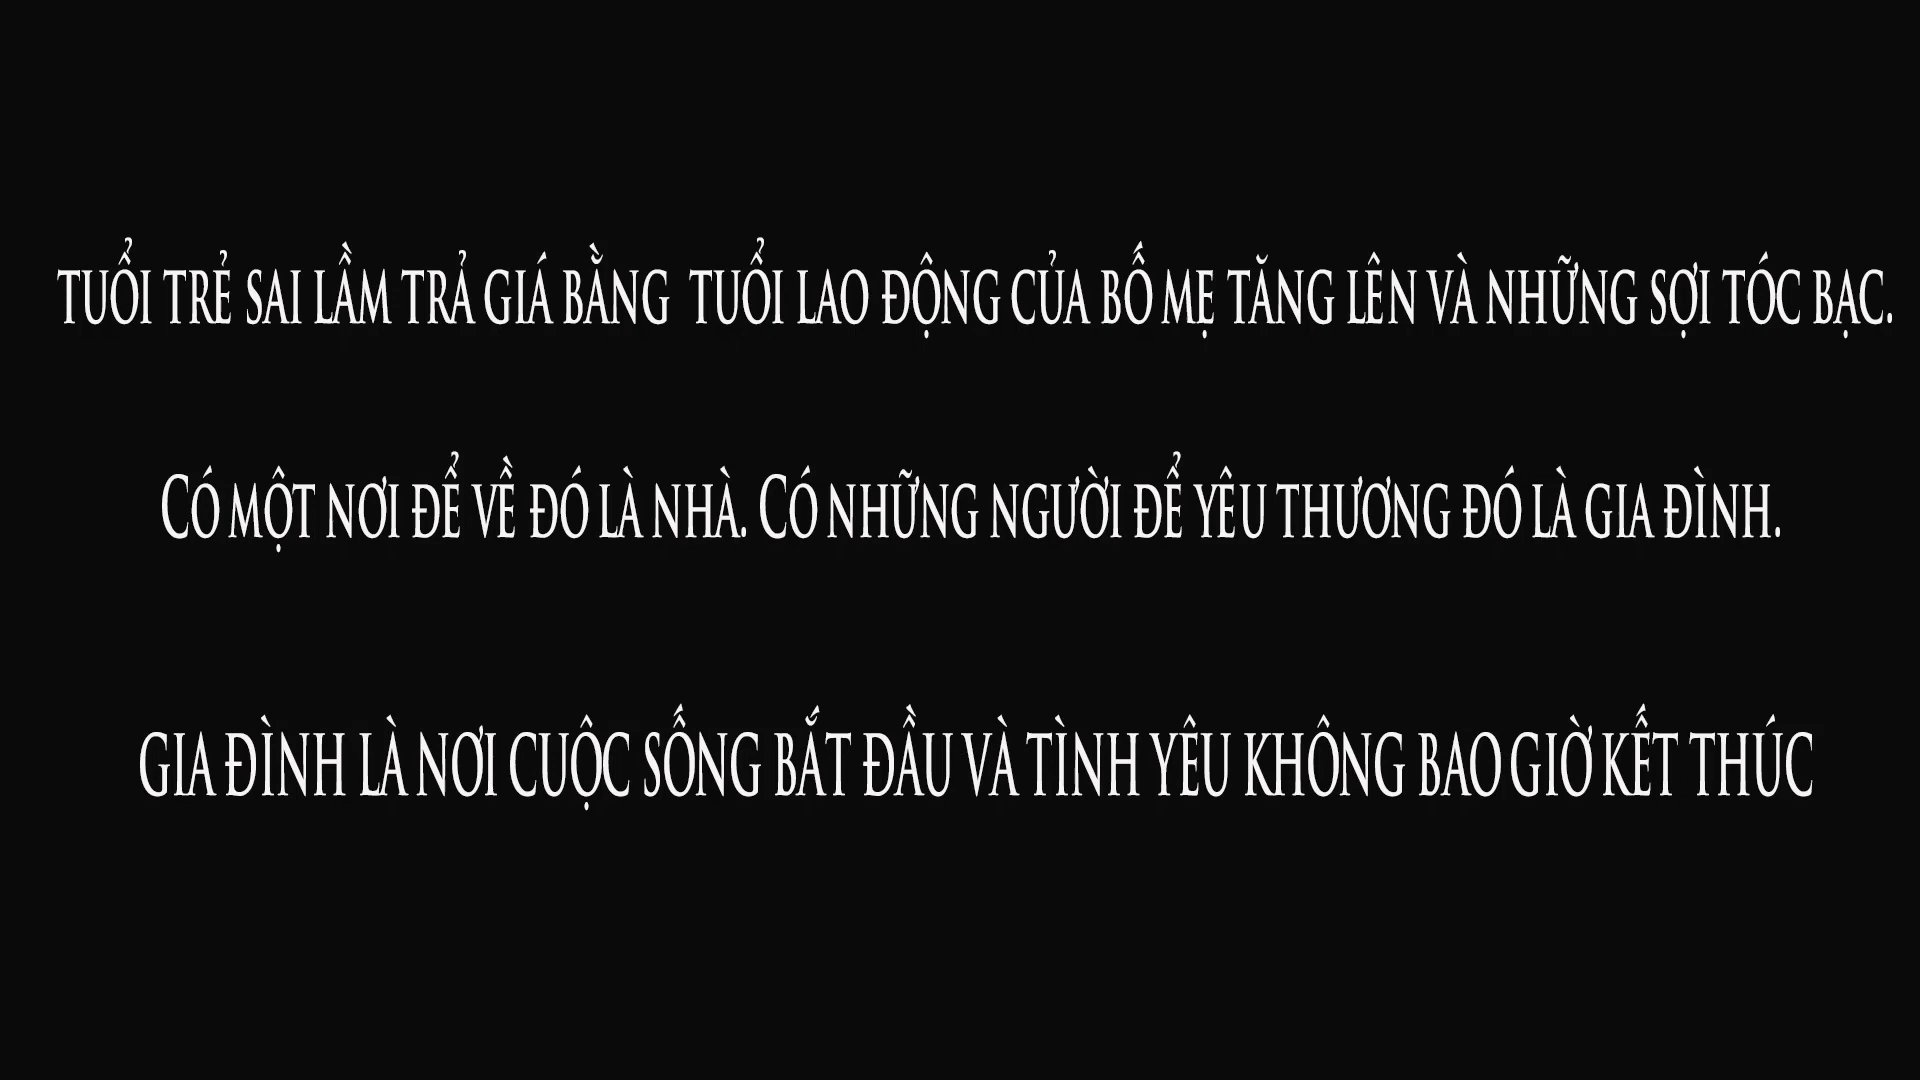 TUỔI TRẺ SAI LẦM TRẢ GIÁ BẰNG TUỔI LAO ĐỘNG CỦA BỐ MẸ TĂNG LÊN VÀ NHỮNG SỢI TÓC BẠC.
CÓ MỘT NƠI ĐỂ VỀ ĐÓ LÀ NHÀ. CÓ NHỮNG NGƯỜI ĐỂ YÊU THƯƠNG ĐÓ LÀ GIA ĐÌNH.
GIA ĐÌNH LÀ NƠI CUỘC SỐNG BẮT ĐẦU VÀ TÌNH YÊU KHÔNG BAO GIỜ KẾT THÚC